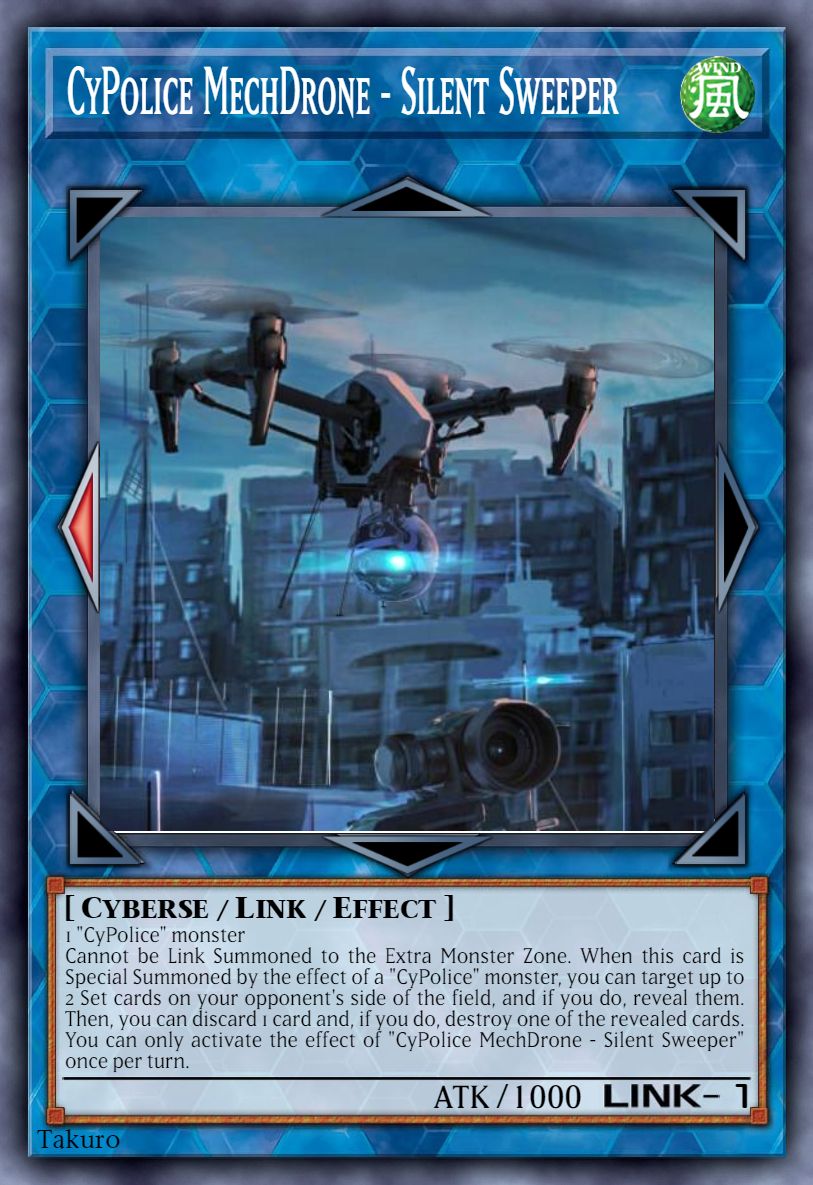 CyPolice MechDrone - Silent Sweeper
WIND
風
[ Cyberse / Link / Effect ]
1 "CyPolice" monster
Cannot be Link Summoned to the Extra Monster Zone. When this card is
Special Summoned by the effect of a "CyPolice" monster, you can target up to
2 Set cards on your opponent's side of the field, and if you do, reveal them.
Then, you can discard 1 card and, if you do, destroy one of the revealed cards.
You can only activate the effect of "CyPolice MechDrone - Silent Sweeper"
once per turn.
ATK / 1000 LINK- 1
Takuro